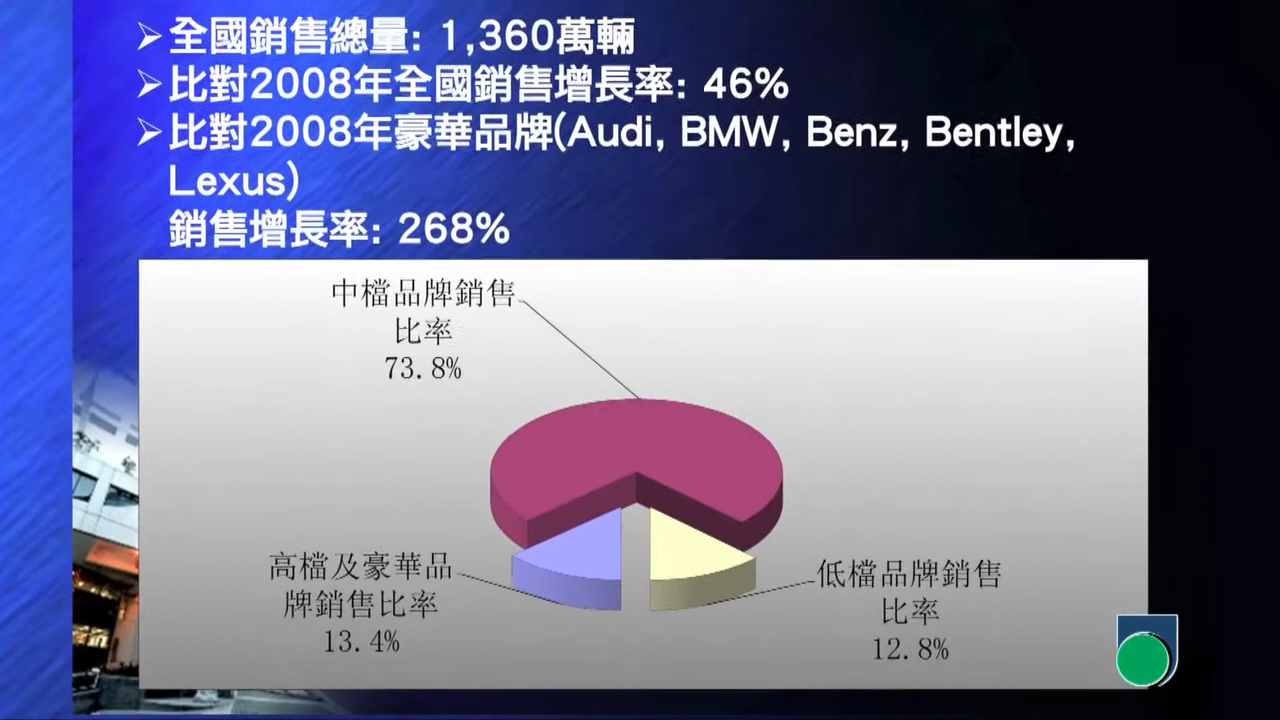 全國銷售總量: 1,360萬輛
比對2008年全國銷售增長率: 46%
比對2008年豪華品牌(Audi, BMW, Benz, Bentley,
Lexus)
銷售增長率: 268%
中檔品牌銷售
比率
73.8%
高檔及豪華品
牌銷售比率
13.4%
低檔品牌銷售
比率
12.8%